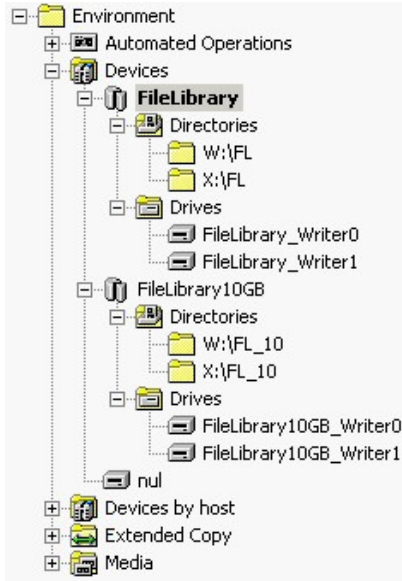 Environment
Automated Operations
Devices
FileLibrary
Directories
W:\FL
X:\FL
Drives
FileLibrary_Writer0
FileLibrary_Writer1
FileLibrary10GB
Directories
W:\FL_10
X:\FL_10
Drives
FileLibrary10GB_Writer0
FileLibrary10GB_Writer1
nul
Devices by host
Extended Copy
Media